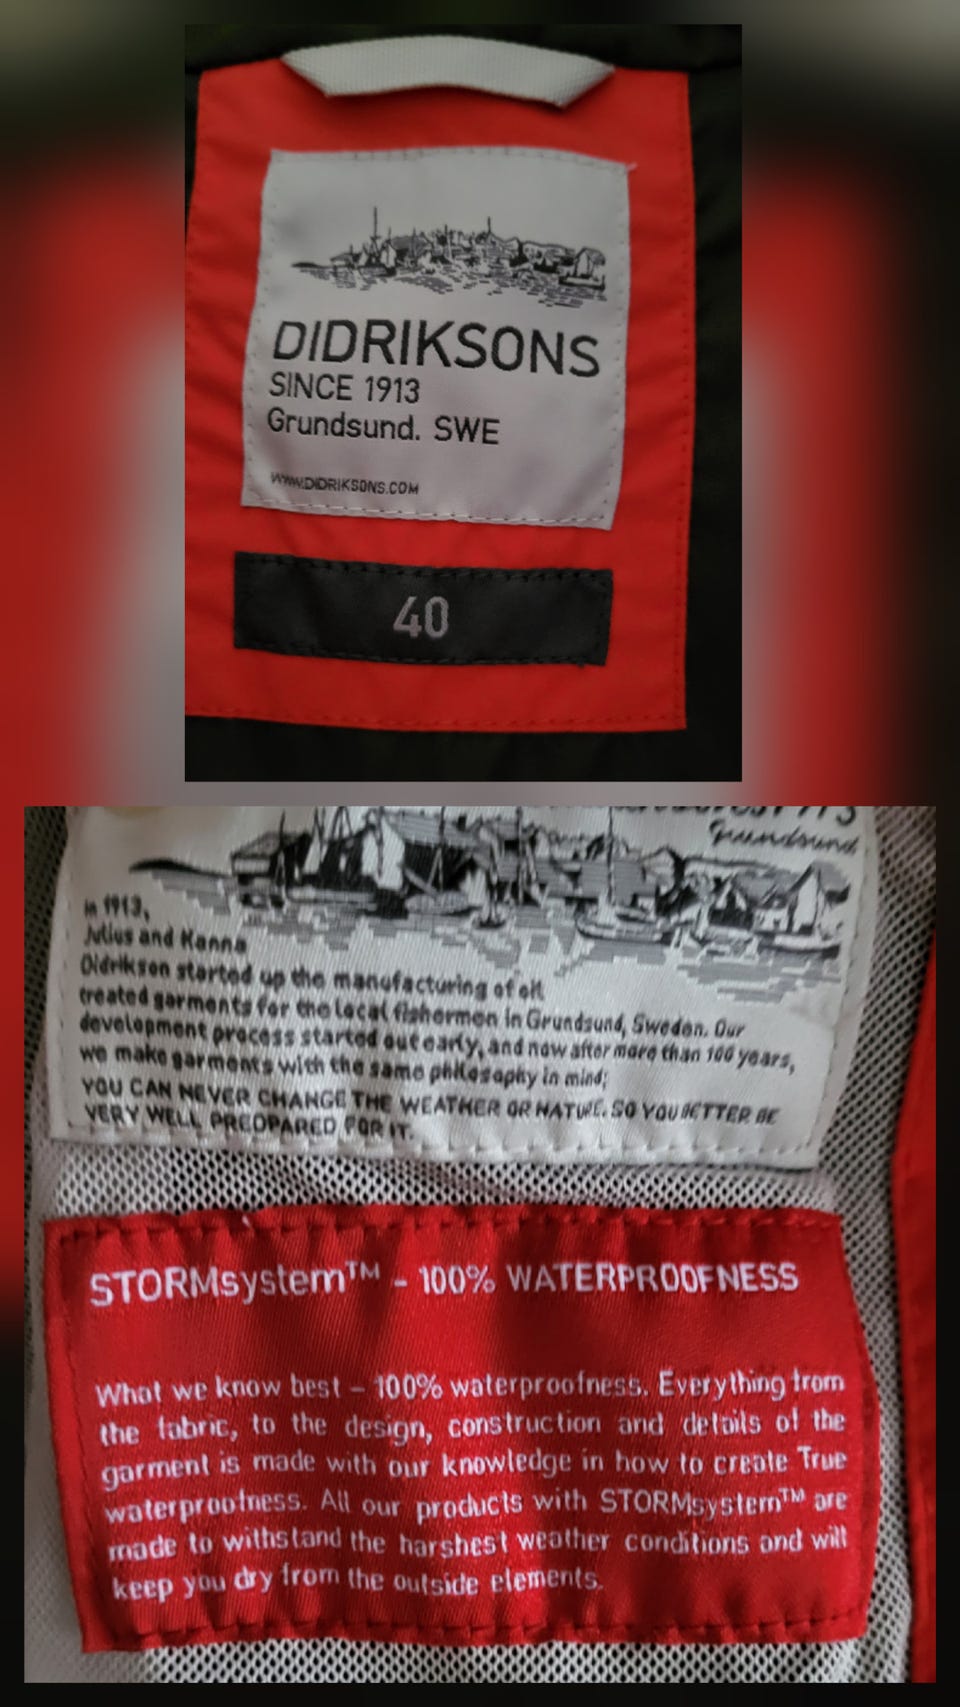 DIDRIKSONS
SINCE 1913
Grundsund. SWE
WWW.DIDRIKSONS.COM
40
Grundsund
in 1913,
Julius and Hanna
Didrikson started up the manufacturing of oil
treated garments for the local fishermen in Grundsund, Sweden. Our
development process started out early, and now after more than 100 years,
we make garments with the same philosophy in mind;
YOU CAN NEVER CHANGE THE WEATHER OR NATURE. SO YOU BETTER BE
VERY WELL PREDPARED FOR IT.
STORMsystem™ - 100% WATERPROOFNESS
What we know best - 100% waterproofness. Everything from
the fabric, to the design, construction and details of the
garment is made with our knowledge in how to create True
waterproofness. All our products with STORMsystem™ are
made to withstand the harshest weather conditions and will
keep you dry from the outside elements.